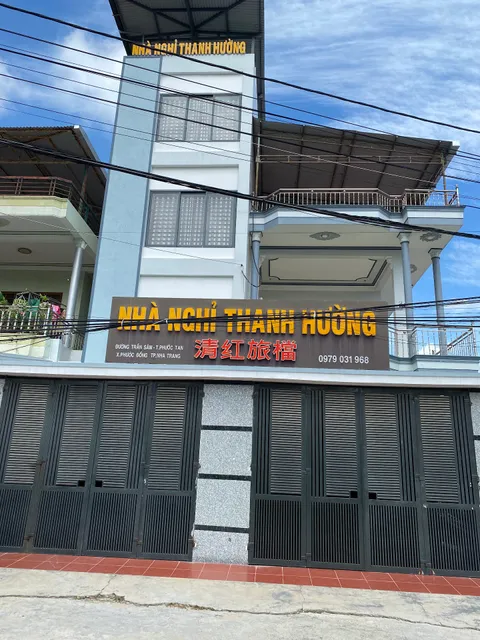 NHÀ NGHỈ THANH HƯỜNG
NHÀ NGHỈ THANH HƯỜNG
ĐƯỜNG TRẦN SÂM - T.PHƯỚC TAN
X.PHƯỚC ĐỒNG TP.NHA TRANG
清红旅檔
0979 031 968